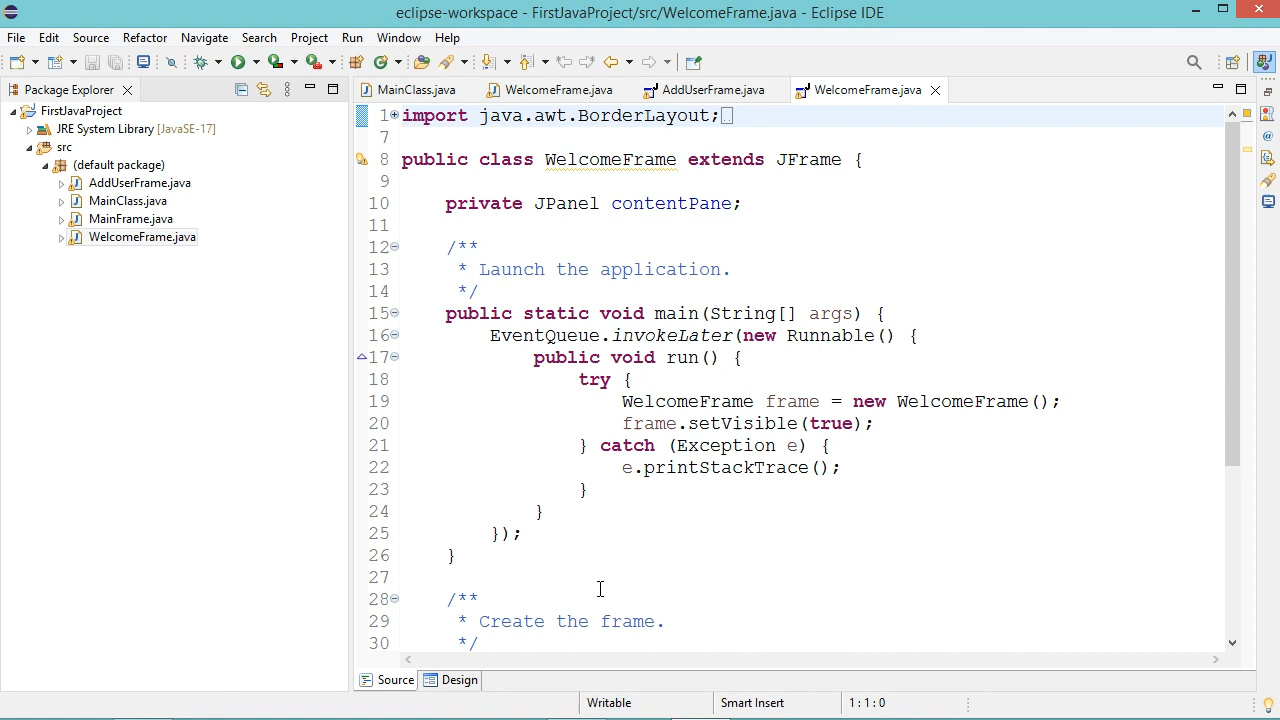 eclipse-workspace - FirstJavaProject/src/WelcomeFrame.java - Eclipse IDE
File Edit Source Refactor Navigate Search Project Run Window Help
Package Explorer
FirstJavaProject
JRE System Library [JavaSE-17]
src
(default package)
AddUserFrame.java
MainClass.java
MainFrame.java
WelcomeFrame.java
MainClass.java WelcomeFrame.java AddUserFrame.java WelcomeFrame.java
1 import java.awt.BorderLayout;
7
8 public class WelcomeFrame extends JFrame {
9
10 private JPanel contentPane;
11
12 /**
13 * Launch the application.
14 */
15 public static void main(String[] args) {
16 EventQueue.invokeLater(new Runnable() {
17 public void run() {
18 try {
19 WelcomeFrame frame = new WelcomeFrame();
20 frame.setVisible(true);
21 } catch (Exception e) {
22 e.printStackTrace();
23 }
24 }
25 });
26 }
27
28 /**
29 * Create the frame.
30 */
Source Design
Writable Smart Insert 1 : 1 : 0